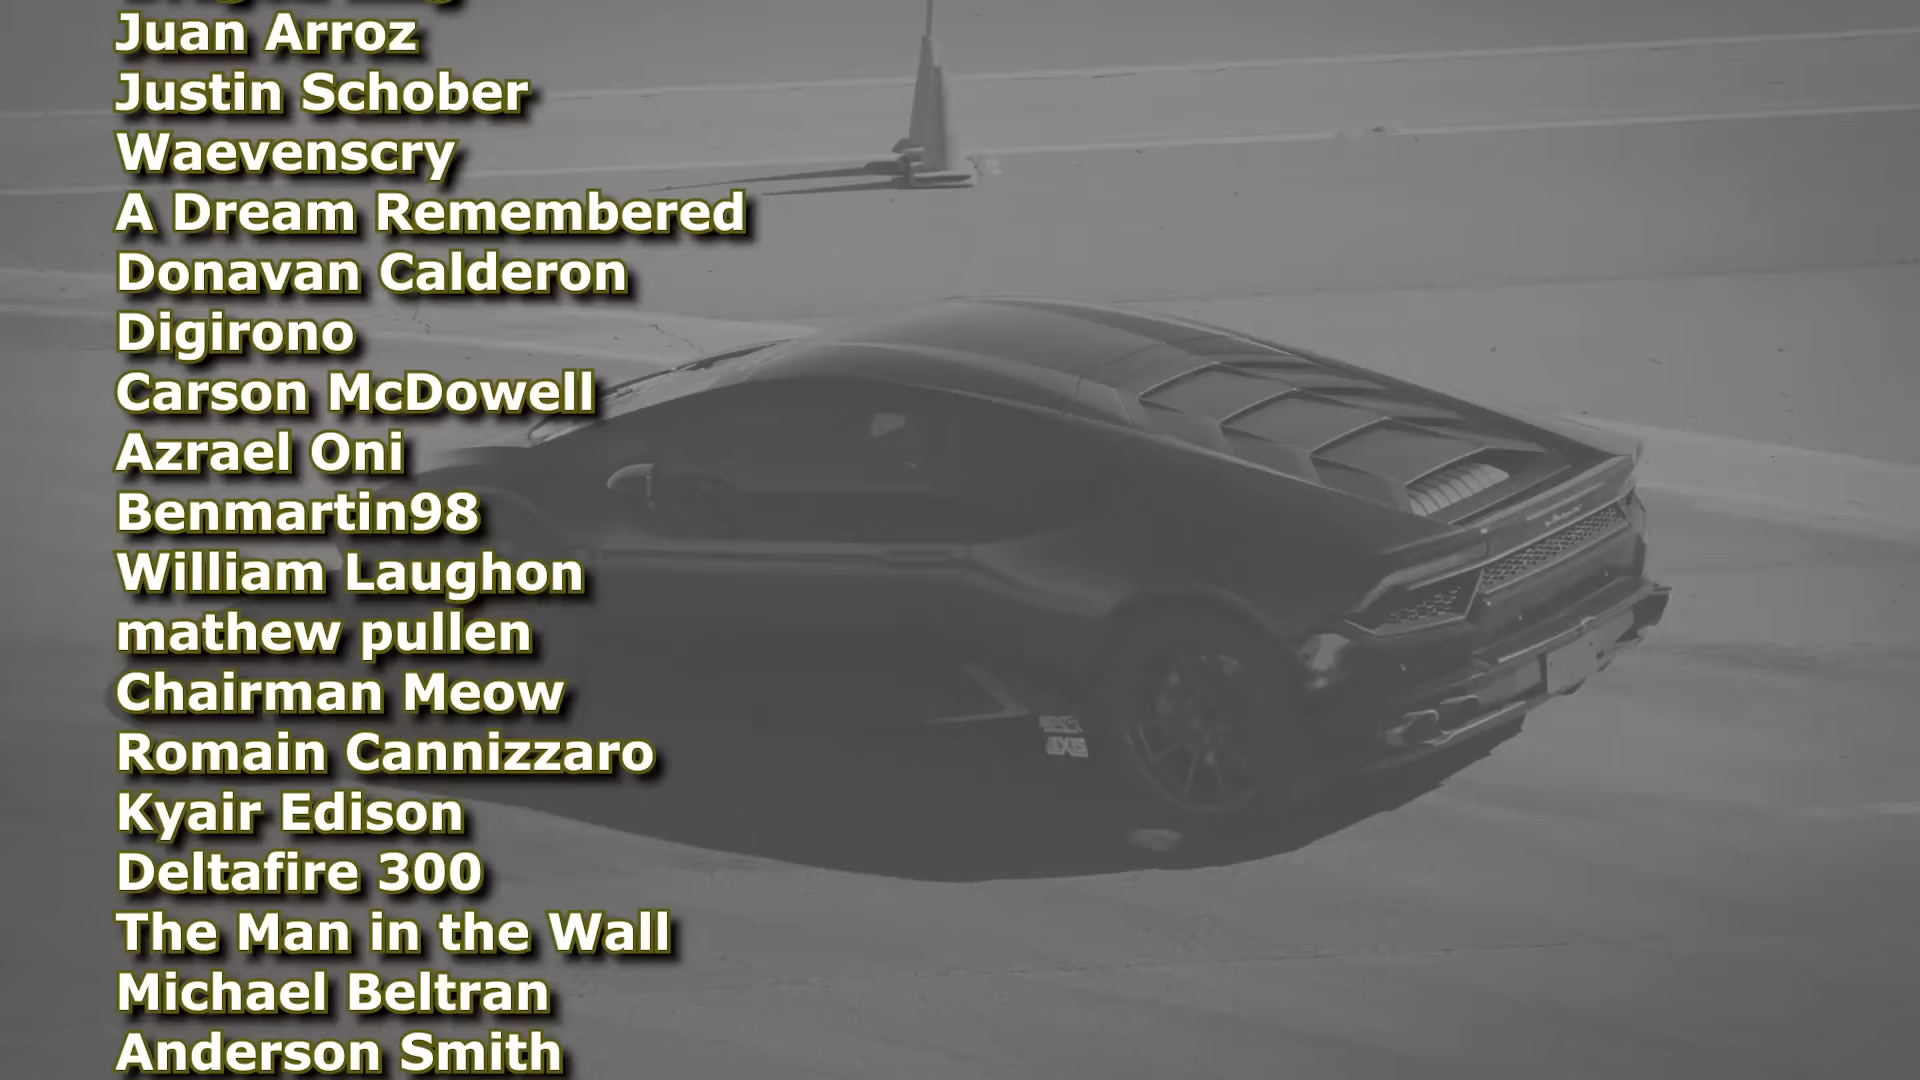 Juan Arroz
Justin Schober
Waevenscry
A Dream Remembered
Donavan Calderon
Digirono
Carson McDowell
Azrael Oni
Benmartin98
William Laughon
mathew pullen
Chairman Meow
Romain Cannizzaro
Kyair Edison
Deltafire 300
The Man in the Wall
Michael Beltran
Anderson Smith